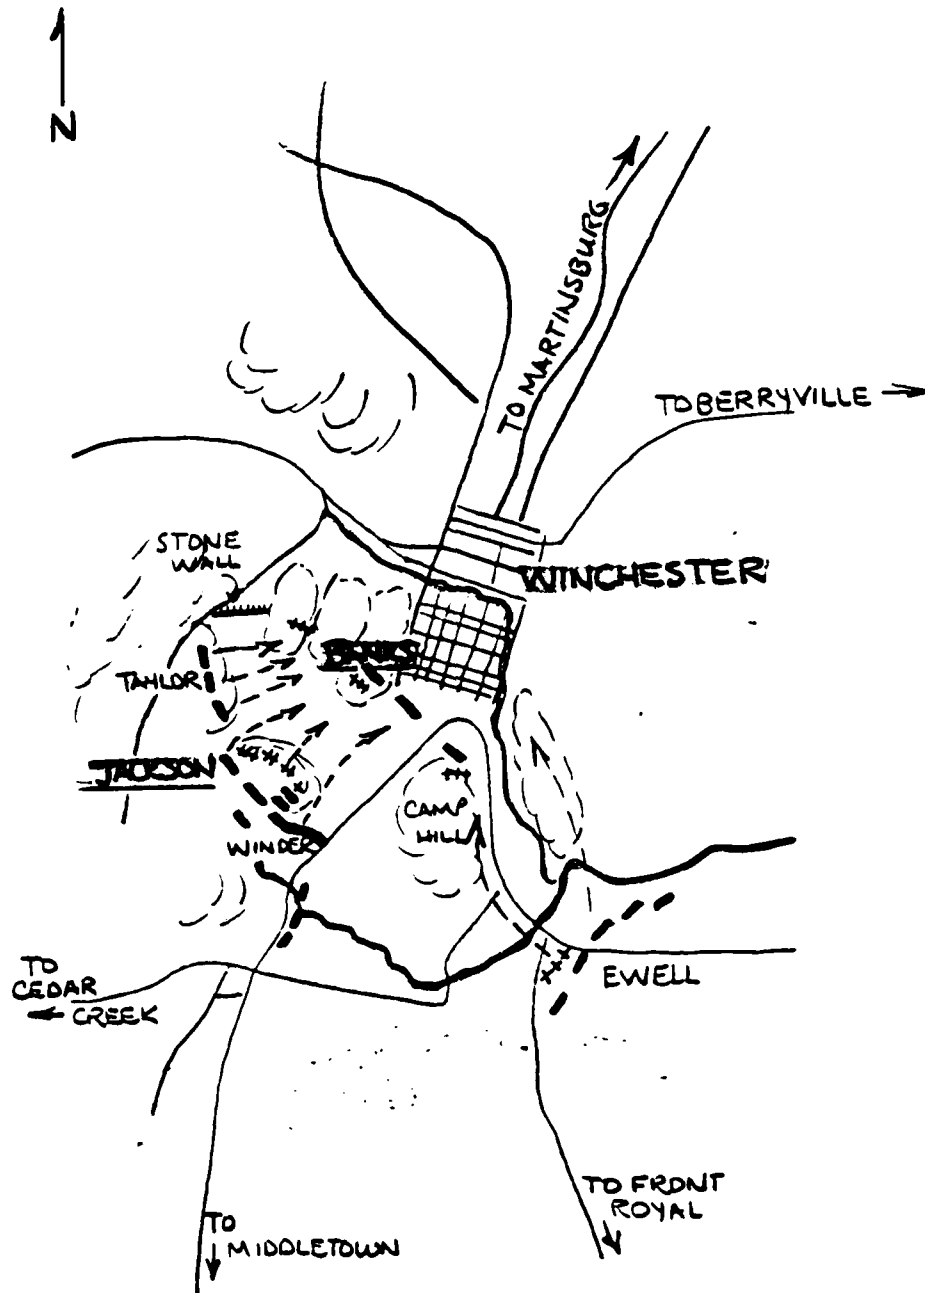 N
TO MARTINSBURG
TO BERRYVILLE
STONE
WALL
WINCHESTER
BANKS
TAYLOR
JACKSON
CAMP
HILL
WINDER
TO
CEDAR
CREEK
EWELL
TO FRONT
ROYAL
TO
MIDDLETOWN